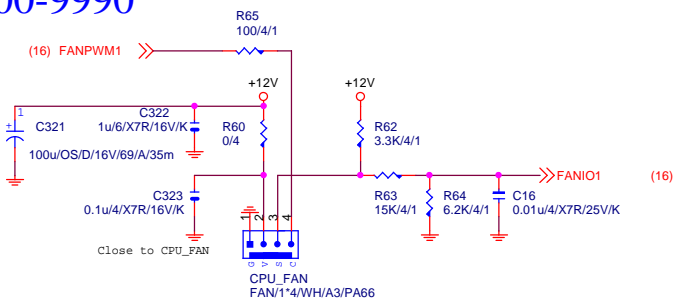 00-9990
R65
100/4/1
(16) FANPWM1
+12V
+12V
1
C321
100u/OS/D/16V/69/A/35m
C322
1u/6/X7R/16V/K
R60
0/4
R62
3.3K/4/1
FANIO1 (16)
C323
0.1u/4/X7R/16V/K
R63
15K/4/1
R64
6.2K/4/1
C16
0.01u/4/X7R/25V/K
Close to CPU_FAN
1 2 3 4
G V S C
CPU_FAN
FAN/1*4/WH/A3/PA66